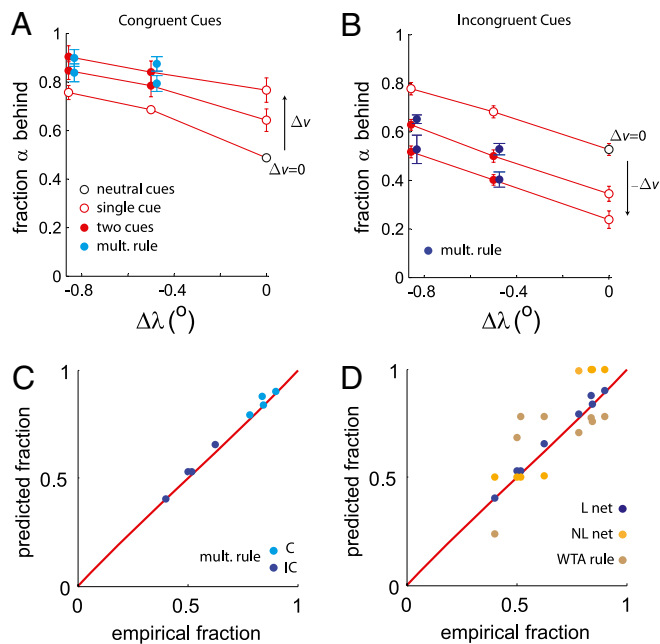 A
Congruent Cues
fraction α behind
1
0.8
0.6
0.4
0.2
0
-0.8
-0.4
0
Δλ (°)
Δν
Δν=0
neutral cues
single cue
two cues
mult. rule
B
Incongruent Cues
fraction α behind
1
0.8
0.6
0.4
0.2
0
-0.8
-0.4
0
Δλ (°)
Δν=0
-Δν
mult. rule
C
predicted fraction
1
0.5
0
0
0.5
1
empirical fraction
mult. rule
C
IC
D
predicted fraction
1
0.5
0
0
0.5
1
empirical fraction
L net
NL net
WTA rule